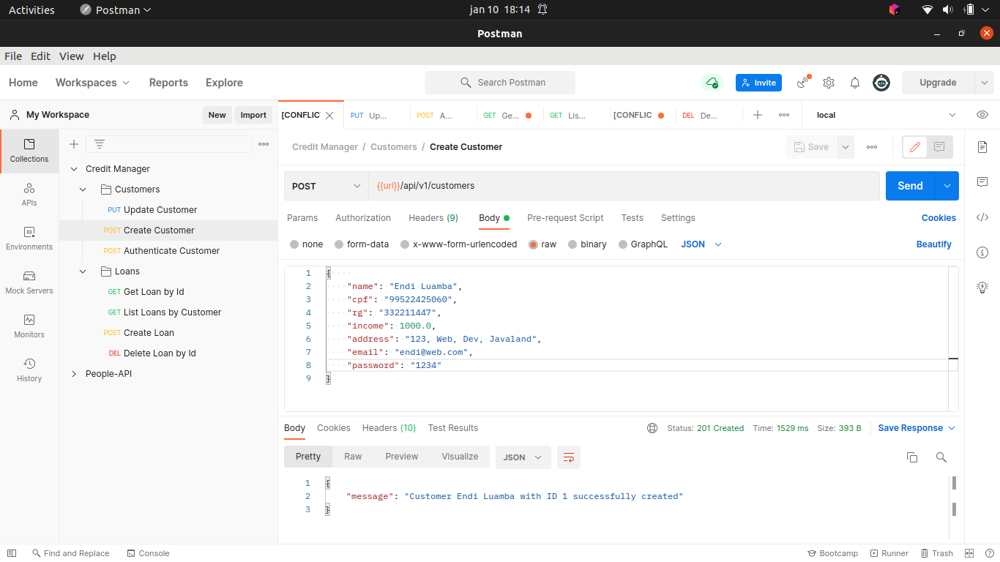 Activities Postman jan 10 18:14
Postman
File Edit View Help
Home Workspaces Reports Explore Search Postman Invite Upgrade
My Workspace New Import
[CONFLIC PUT Up... POST A... GET Ge... GET Lis... [CONFLIC DEL De... local
Collections
APIs
Environments
Mock Servers
Monitors
History
Credit Manager
Customers
PUT Update Customer
POST Create Customer
POST Authenticate Customer
Loans
GET Get Loan by Id
GET List Loans by Customer
POST Create Loan
DEL Delete Loan by Id
People-API
Credit Manager / Customers / Create Customer Save
POST {{url}}/api/v1/customers Send
Params Authorization Headers (9) Body Pre-request Script Tests Settings Cookies
none form-data x-www-form-urlencoded raw binary GraphQL JSON Beautify
1 {
2 "name": "Endi Luamba",
3 "cpf": "99522425060",
4 "rg": "332211447",
5 "income": 1000.0,
6 "address": "123, Web, Dev, Javaland",
7 "email": "endi@web.com",
8 "password": "1234"
9 }
Body Cookies Headers (10) Test Results Status: 201 Created Time: 1529 ms Size: 393 B Save Response
Pretty Raw Preview Visualize JSON
1 {
2 "message": "Customer Endi Luamba with ID 1 successfully created"
3 }
Find and Replace Console Bootcamp Runner Trash